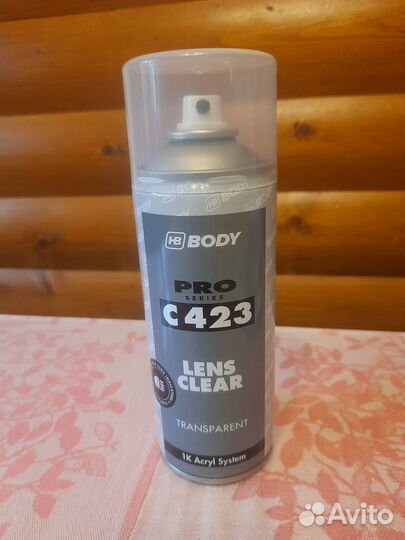 HB BODY
PRO
SERIES
C 423
LENS
CLEAR
TRANSPARENT
1K Acryl System
Avito